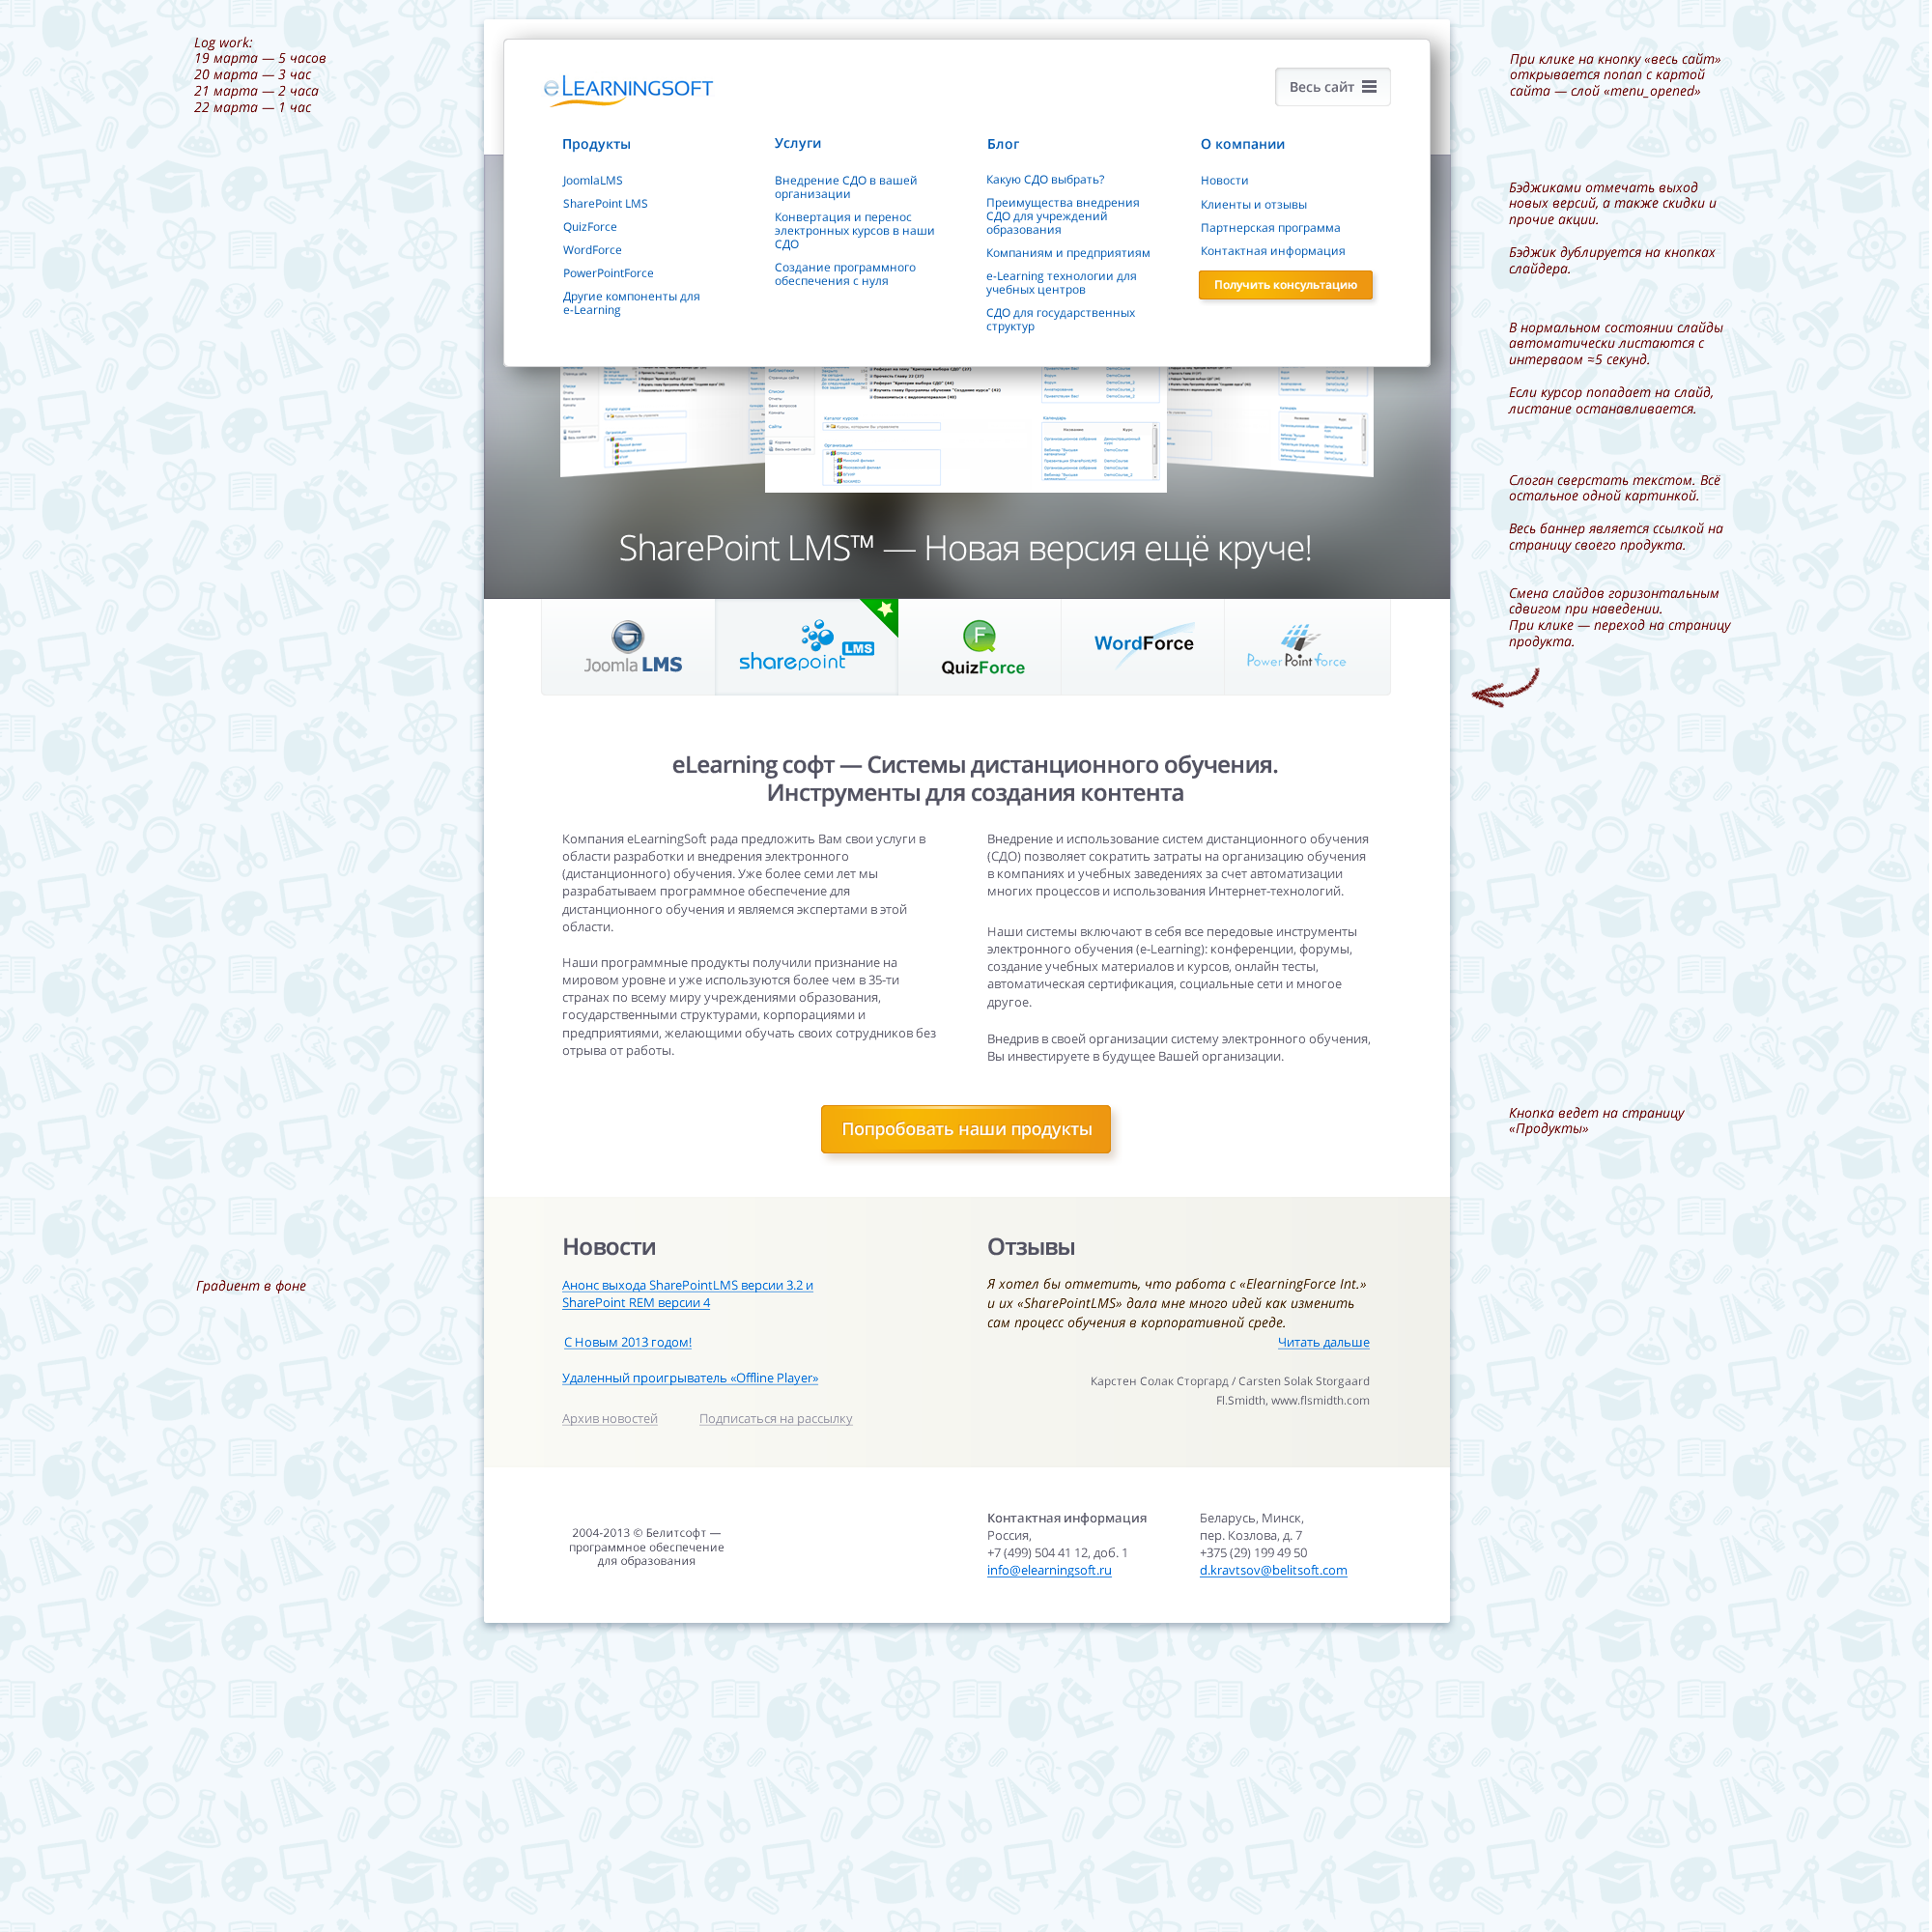 Log work:
19 марта — 5 часов
20 марта — 3 час
21 марта — 2 часа
22 марта — 1 час
eLearningsoft
Весь сайт
Продукты
JoomlaLMS
SharePoint LMS
QuizForce
WordForce
PowerPointForce
Другие компоненты для
e-Learning
Услуги
Внедрение СДО в вашей
организации
Конвертация и перенос
электронных курсов в наши
СДО
Создание программного
обеспечения с нуля
Блог
Какую СДО выбрать?
Преимущества внедрения
СДО для учреждений
образования
Компаниям и предприятиям
e-Learning технологии для
учебных центров
СДО для государственных
структур
О компании
Новости
Клиенты и отзывы
Партнерская программа
Контактная информация
Получить консультацию
SharePoint LMS™ — Новая версия ещё круче!
Joomla LMS
sharepoint LMS
QuizForce
WordForce
PowerPointforce
eLearning софт — Системы дистанционного обучения.
Инструменты для создания контента
Компания eLearningSoft рада предложить Вам свои услуги в
области разработки и внедрения электронного
(дистанционного) обучения. Уже более семи лет мы
разрабатываем программное обеспечение для
дистанционного обучения и являемся экспертами в этой
области.
Наши программные продукты получили признание на
мировом уровне и уже используются более чем в 35-ти
странах по всему миру учреждениями образования,
государственными структурами, корпорациями и
предприятиями, желающими обучать своих сотрудников без
отрыва от работы.
Внедрение и использование систем дистанционного обучения
(СДО) позволяет сократить затраты на организацию обучения
в компаниях и учебных заведениях за счет автоматизации
многих процессов и использования Интернет-технологий.
Наши системы включают в себя все передовые инструменты
электронного обучения (e-Learning): конференции, форумы,
создание учебных материалов и курсов, онлайн тесты,
автоматическая сертификация, социальные сети и многое
другое.
Внедрив в своей организации систему электронного обучения,
Вы инвестируете в будущее Вашей организации.
Попробовать наши продукты
Новости
Анонс выхода SharePointLMS версии 3.2 и
SharePoint REM версии 4
С Новым 2013 годом!
Удаленный проигрыватель «Offline Player»
Архив новостей
Подписаться на рассылку
Отзывы
Я хотел бы отметить, что работа с «ElearningForce Int.»
и их «SharePointLMS» дала мне много идей как изменить
сам процесс обучения в корпоративной среде.
Читать дальше
Карстен Солак Сторгард / Carsten Solak Storgaard
Fl.Smidth, www.flsmidth.com
2004-2013 © Белитсофт —
программное обеспечение
для образования
Контактная информация
Россия,
+7 (499) 504 41 12, доб. 1
info@elearningsoft.ru
Беларусь, Минск,
пер. Козлова, д. 7
+375 (29) 199 49 50
d.kravtsov@belitsoft.com
При клике на кнопку «весь сайт»
открывается попап с картой
сайта — слой «menu_opened»
Бэджиками отмечать выход
новых версий, а также скидки и
прочие акции.
Бэджик дублируется на кнопках
слайдера.
В нормальном состоянии слайды
автоматически листаются с
интерваом ≈5 секунд.
Если курсор попадает на слайд,
листание останавливается.
Слоган сверстать текстом. Всё
остальное одной картинкой.
Весь баннер является ссылкой на
страницу своего продукта.
Смена слайдов горизонтальным
сдвигом при наведении.
При клике — переход на страницу
продукта.
Кнопка ведет на страницу
«Продукты»
Градиент в фоне